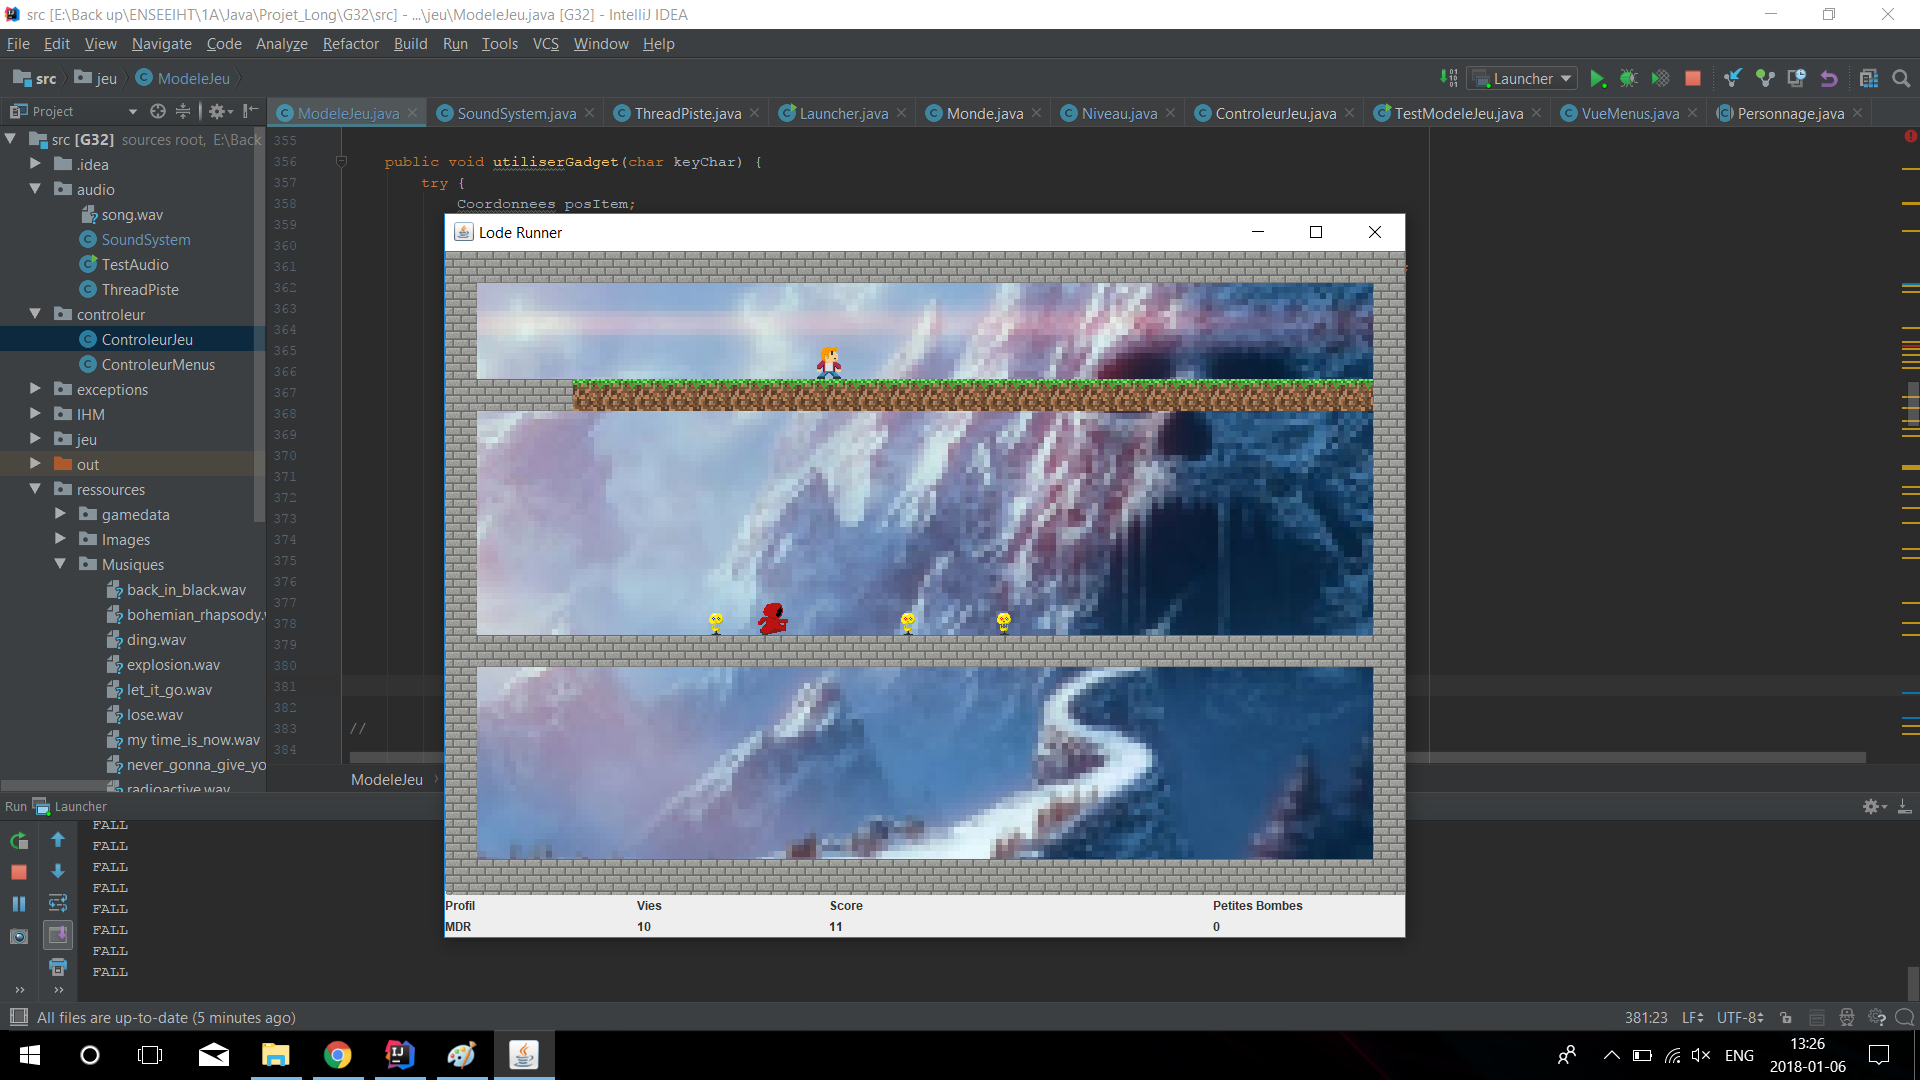 src [E:\Back up\ENSEEIHT\1A\Java\Projet_Long\G32\src] - ...\jeu\ModeleJeu.java [G32] - IntelliJ IDEA
File Edit View Navigate Code Analyze Refactor Build Run Tools VCS Window Help
src jeu ModeleJeu Launcher
Project ModeleJeu.java SoundSystem.java ThreadPiste.java Launcher.java Monde.java Niveau.java ControleurJeu.java TestModeleJeu.java VueMenus.java Personnage.java
src [G32] sources root, E:\Back
.idea
audio
song.wav
SoundSystem
TestAudio
ThreadPiste
controleur
ControleurJeu
ControleurMenus
exceptions
IHM
jeu
out
ressources
gamedata
Images
Musiques
back_in_black.wav
bohemian_rhapsody.
ding.wav
explosion.wav
let_it_go.wav
lose.wav
my time_is_now.wav
never_gonna_give_yo
radioactive.wav
355
356 public void utiliserGadget(char keyChar) {
357 try {
358 Coordonnees posItem;
359
360
361
362
363
364
365
366
367
368
369
370
371
372
373
374
375
376
377
378
379
380
381
382
383 //
384
ModeleJeu
Lode Runner
Profil Vies Score Petites Bombes
MDR 10 11 0
Run Launcher
FALL
FALL
FALL
FALL
FALL
FALL
FALL
FALL
All files are up-to-date (5 minutes ago) 381:23 LF UTF-8
ENG 13:26
2018-01-06